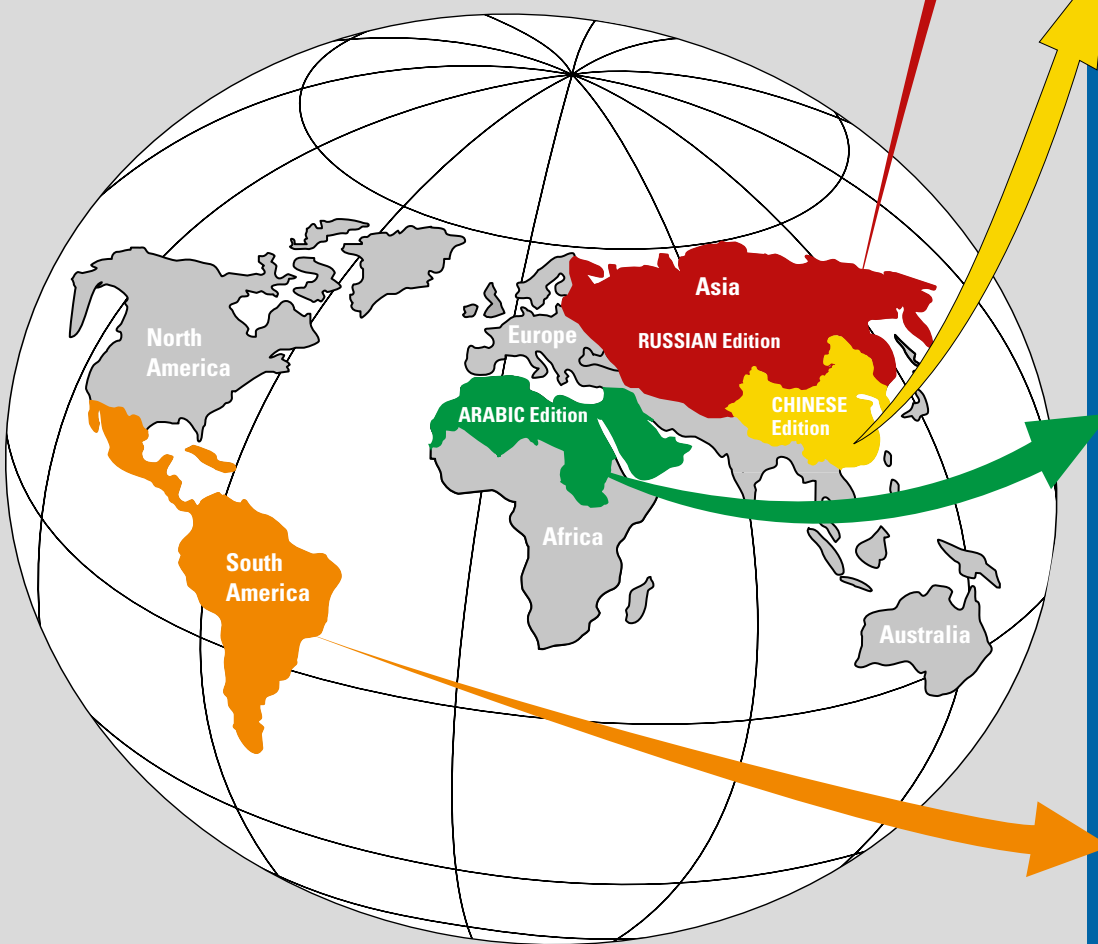 Asia
RUSSIAN Edition
North
America
Europe
CHINESE
Edition
ARABIC Edition
Africa
South
America
Australia